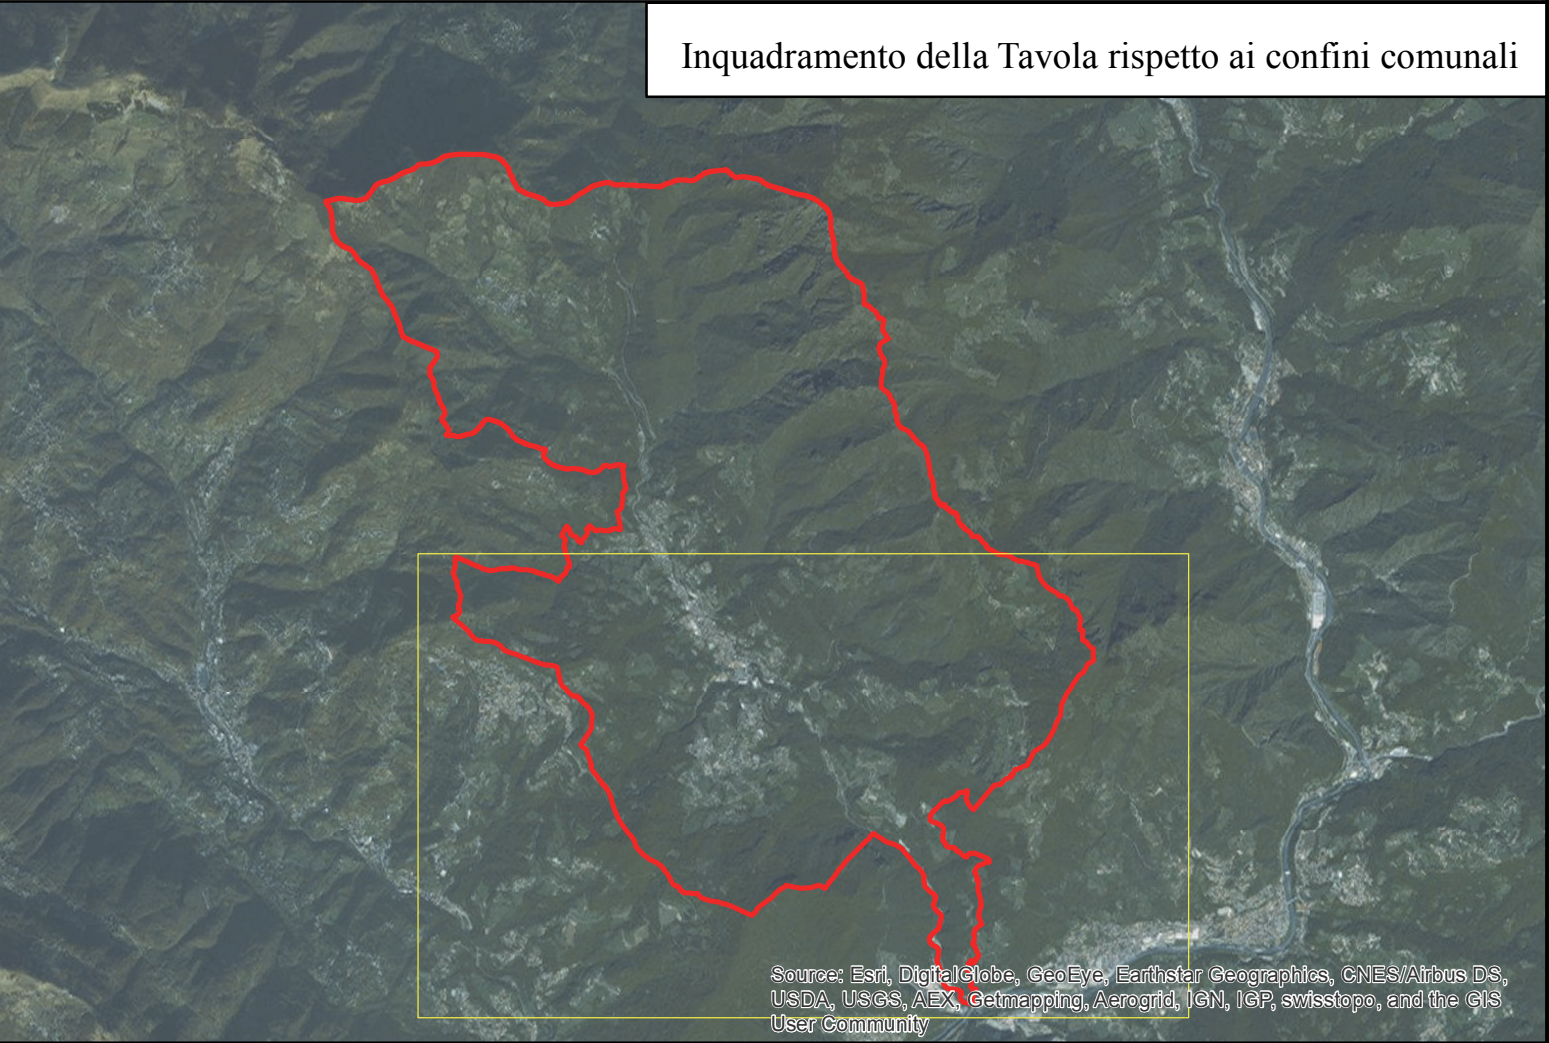 Inquadramento della Tavola rispetto ai confini comunali
Source: Esri, DigitalGlobe, GeoEye, Earthstar Geographics, CNES/Airbus DS,
USDA, USGS, AEX, Getmapping, Aerogrid, IGN, IGP, swisstopo, and the GIS
User Community